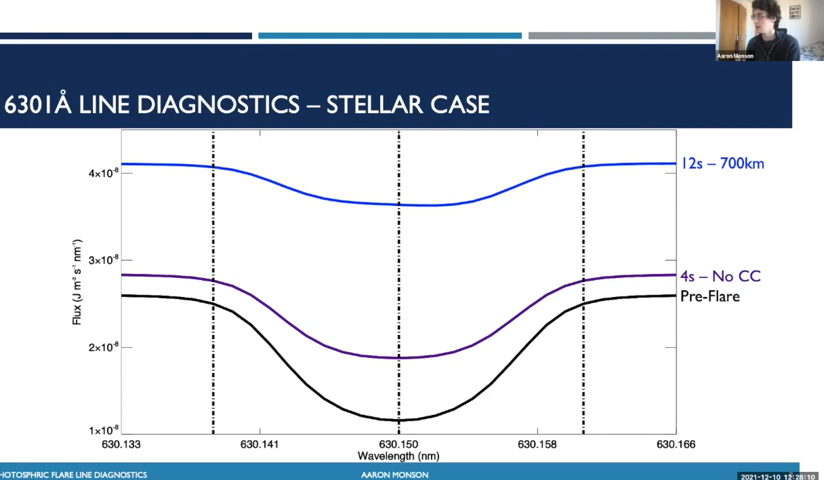 Aaron Monson
6301Å LINE DIAGNOSTICS – STELLAR CASE
4×10⁻⁸
3×10⁻⁸
2×10⁻⁸
1×10⁻⁸
Flux (J m⁻² s⁻¹ nm⁻¹)
12s – 700km
4s – No CC
Pre-Flare
630.133 630.141 630.150 630.158 630.166
Wavelength (nm)
HOTOSPHRIC FLARE LINE DIAGNOSTICS AARON MONSON
2021-12-10 12:28:10